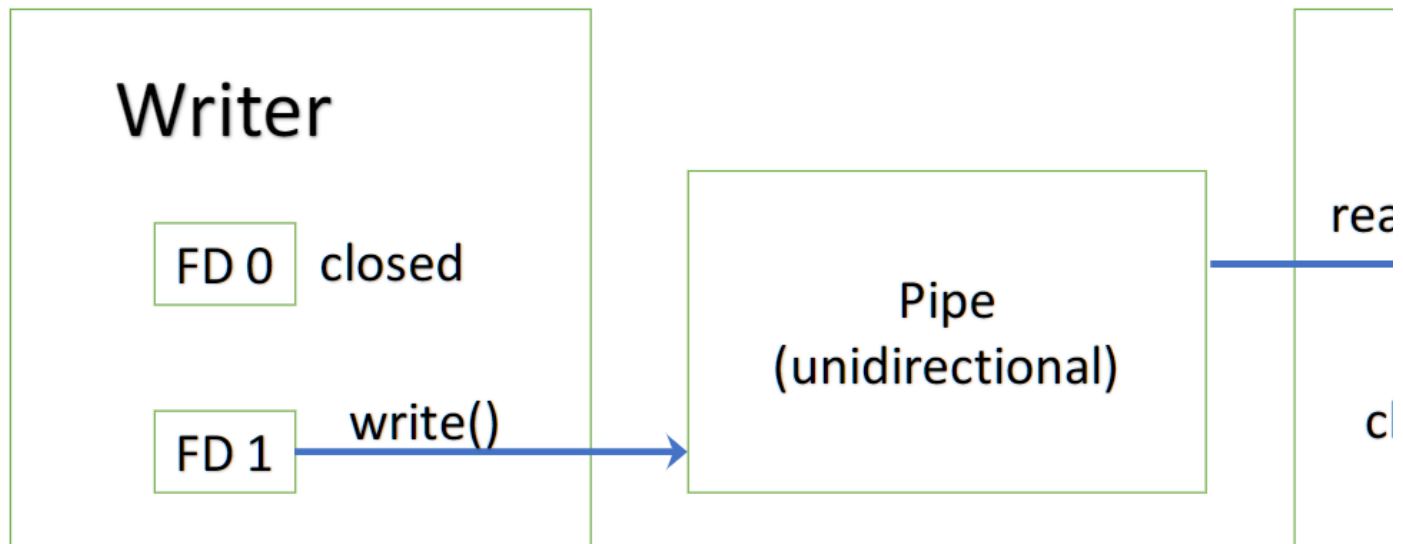 Writer
FD 0 closed
Pipe
(unidirectional)
write()
FD 1